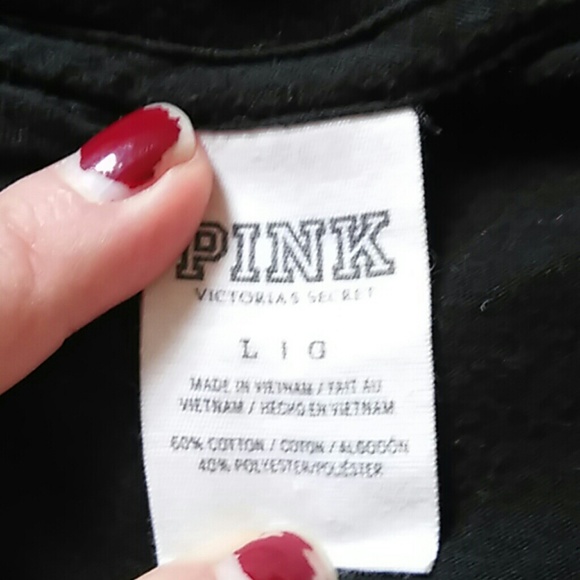 PINK
VICTORIA'S SECRET
L | G
MADE IN VIETNAM / FAIT AU
VIETNAM / HECHO EN VIETNAM
60% COTTON / COTON / ALGODÓN
40% POLYESTER/POLIÉSTER